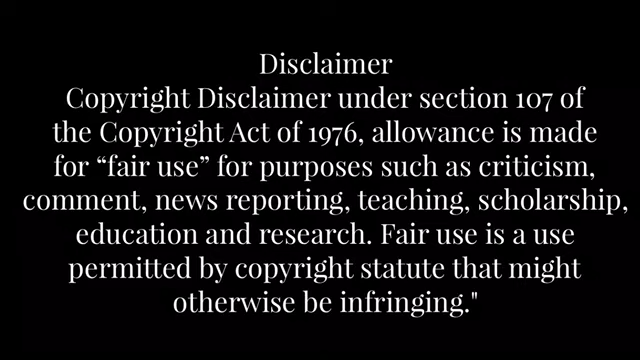 Disclaimer
Copyright Disclaimer under section 107 of
the Copyright Act of 1976, allowance is made
for “fair use” for purposes such as criticism,
comment, news reporting, teaching, scholarship,
education and research. Fair use is a use
permitted by copyright statute that might
otherwise be infringing."